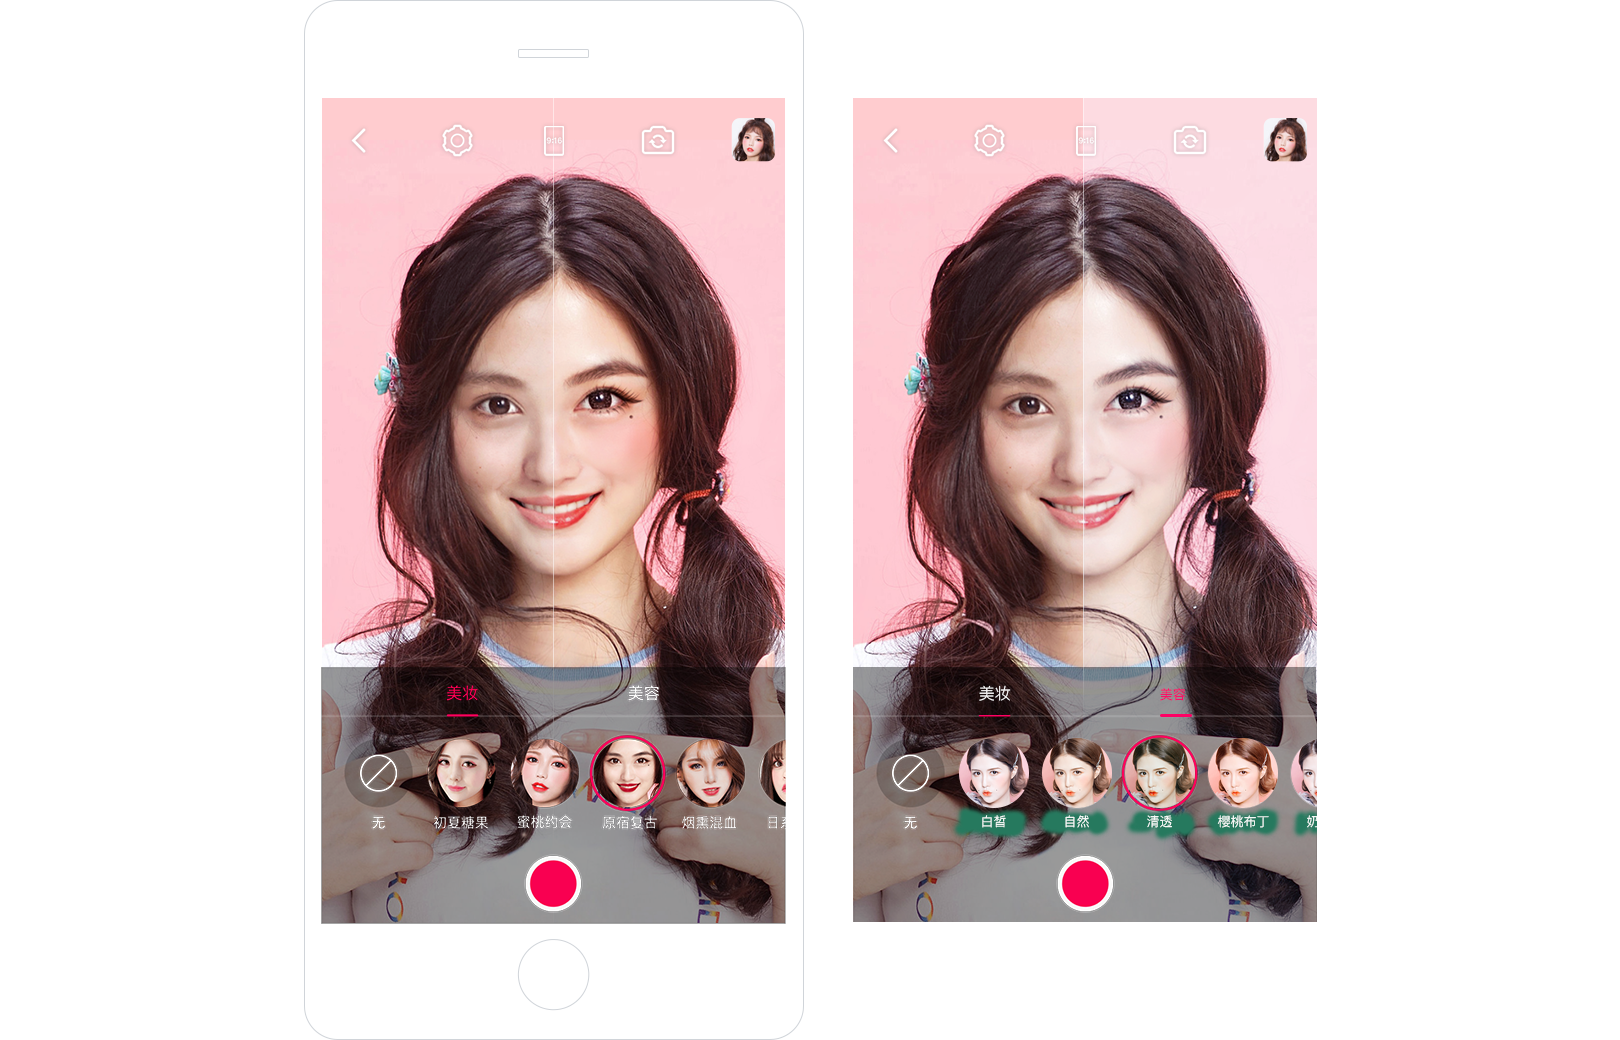 9:16
美妆 美容
无 初夏糖果 蜜桃约会 原宿复古 烟熏混血 日系
9:16
美妆 美容
无 白皙 自然 清透 樱桃布丁 奶